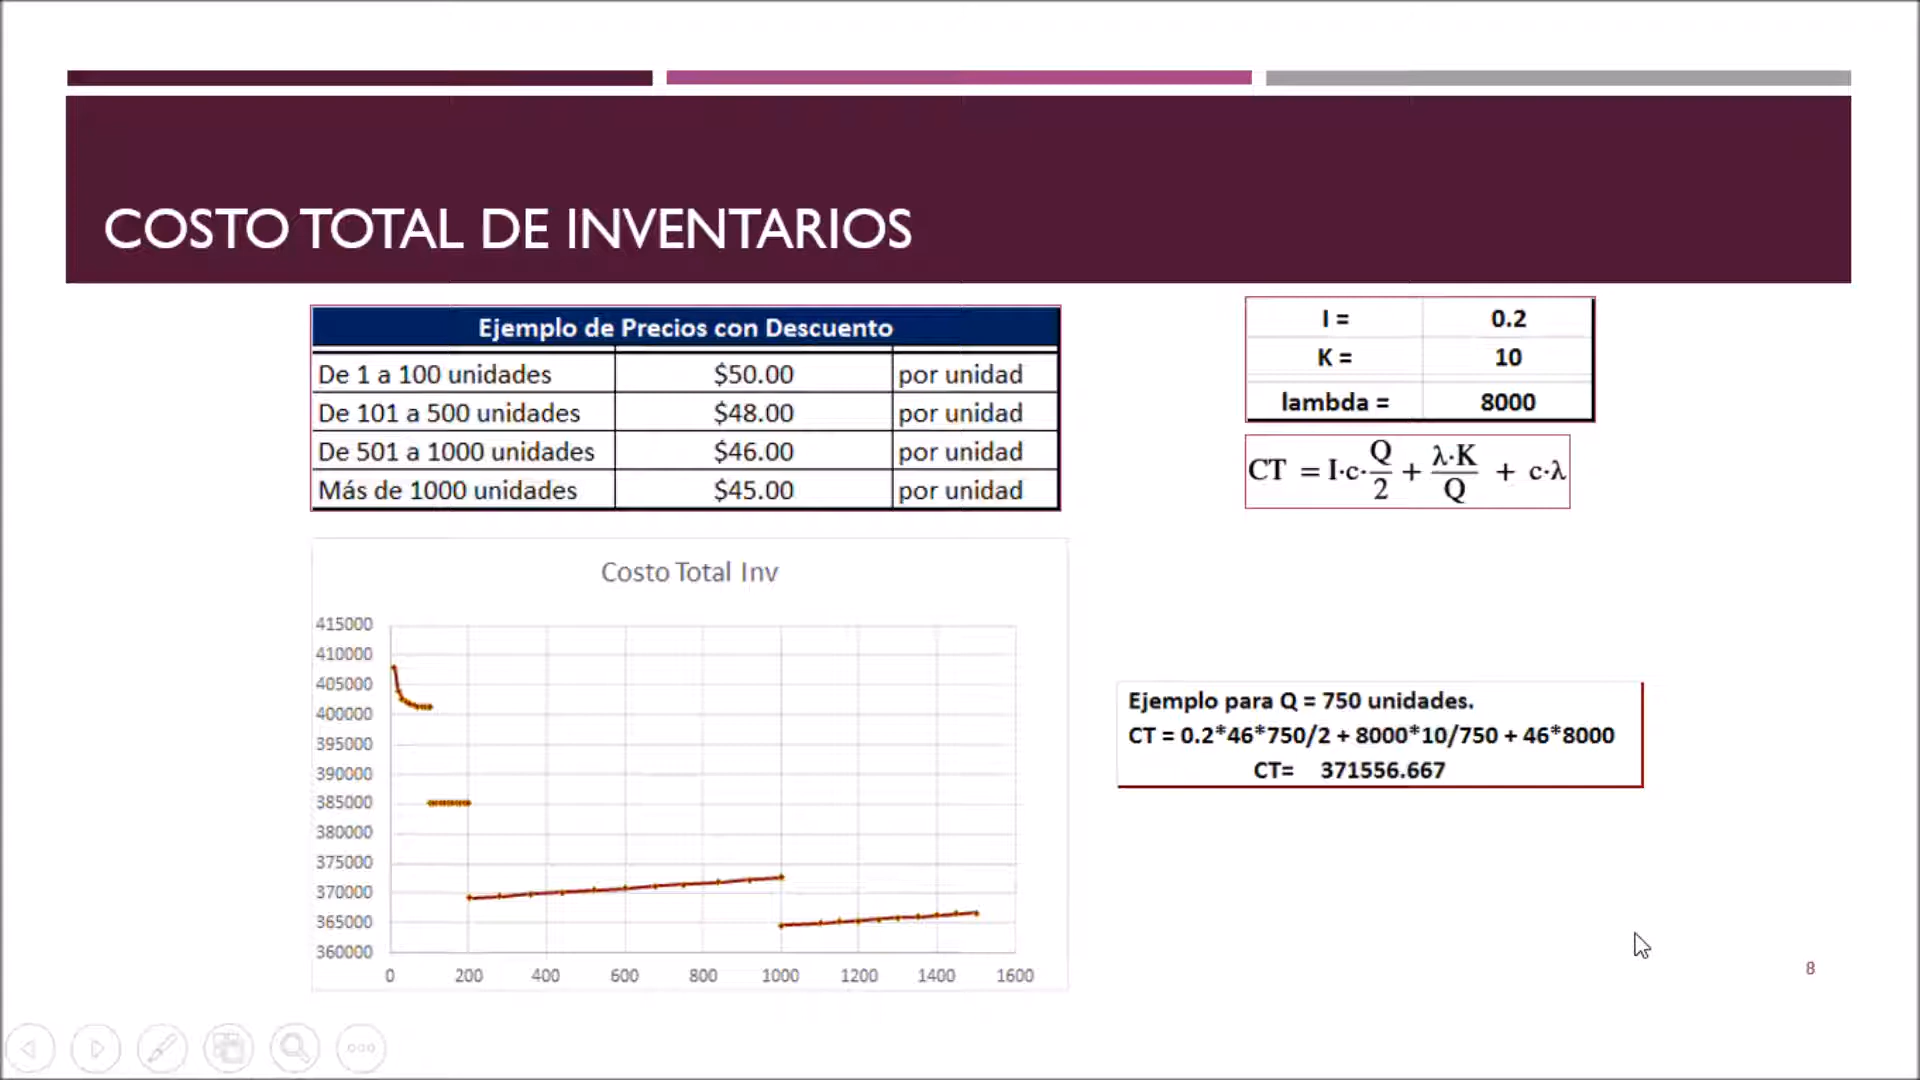 COSTO TOTAL DE INVENTARIOS
Ejemplo de Precios con Descuento
De 1 a 100 unidades $50.00 por unidad
De 101 a 500 unidades $48.00 por unidad
De 501 a 1000 unidades $46.00 por unidad
Más de 1000 unidades $45.00 por unidad
I = 0.2
K = 10
lambda = 8000
CT = I·c·Q/2 + λ·K/Q + c·λ
Costo Total Inv
415000
410000
405000
400000
395000
390000
385000
380000
375000
370000
365000
360000
0 200 400 600 800 1000 1200 1400 1600
Ejemplo para Q = 750 unidades.
CT = 0.2*46*750/2 + 8000*10/750 + 46*8000
CT= 371556.667
8